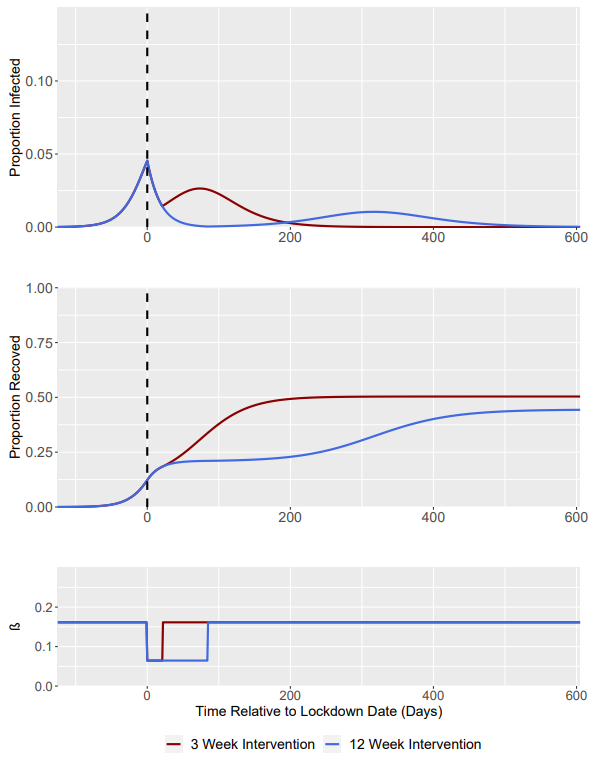 Proportion Infected
0.10
0.05
0.00
0 200 400 600
Proportion Recoved
1.00
0.75
0.50
0.25
0.00
0 200 400 600
ß
0.2
0.1
0.0
0 200 400 600
Time Relative to Lockdown Date (Days)
3 Week Intervention 12 Week Intervention